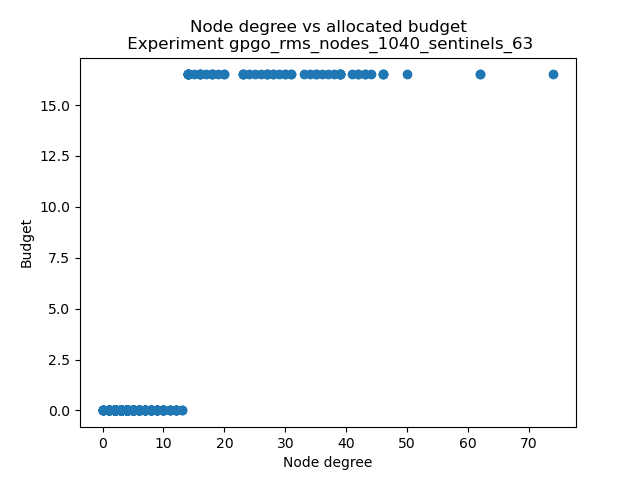 Node degree vs allocated budget
Experiment gpgo_rms_nodes_1040_sentinels_63
15.0
12.5
10.0
7.5
5.0
2.5
0.0
Budget
0 10 20 30 40 50 60 70
Node degree